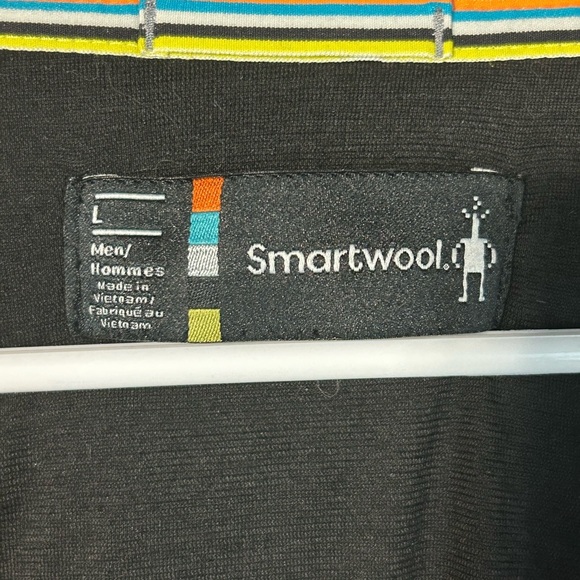 L
Men/
Hommes
Made in
Vietnam/
Fabriqué au
Vietnam
Smartwool.